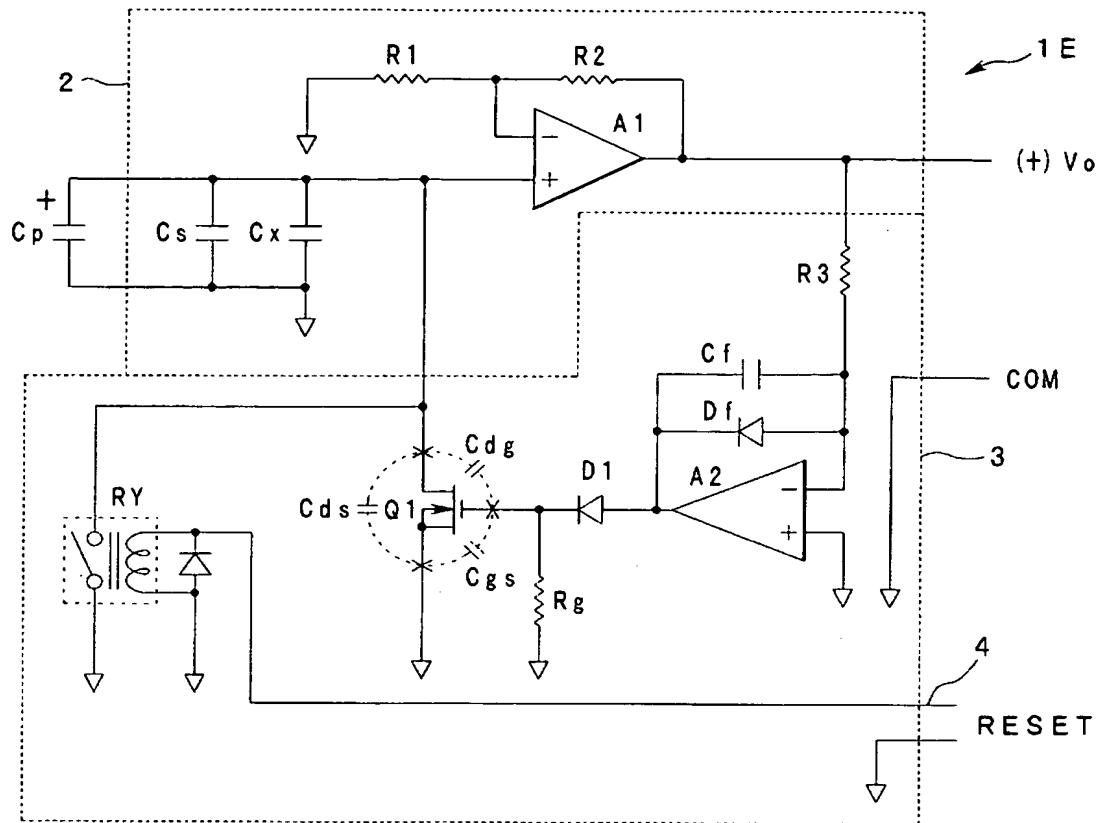 1E
2
R1
R2
A1
−
+
(+) Vo
+
Cp
Cs
Cx
R3
Cf
COM
Df
3
Cdg
D1
A2
−
+
RY
Cds
Q1
Cgs
Rg
4
RESET